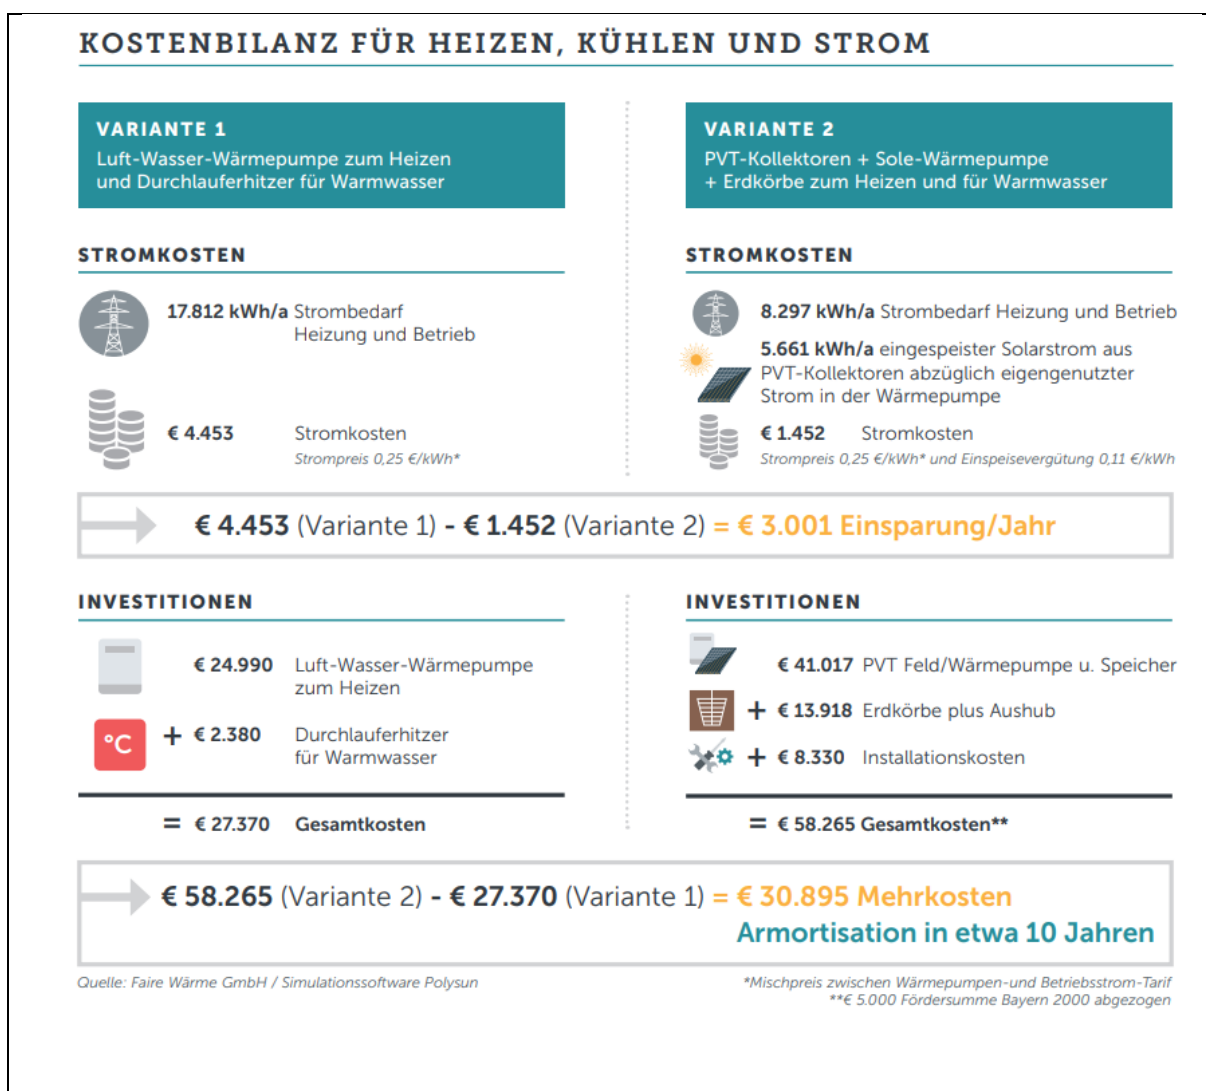 KOSTENBILANZ FÜR HEIZEN, KÜHLEN UND STROM
VARIANTE 1
Luft-Wasser-Wärmepumpe zum Heizen
und Durchlauferhitzer für Warmwasser
STROMKOSTEN
17.812 kWh/a Strombedarf
Heizung und Betrieb
€ 4.453 Stromkosten
Strompreis 0,25 €/kWh*
VARIANTE 2
PVT-Kollektoren + Sole-Wärmepumpe
+ Erdkörbe zum Heizen und für Warmwasser
STROMKOSTEN
8.297 kWh/a Strombedarf Heizung und Betrieb
5.661 kWh/a eingespeister Solarstrom aus
PVT-Kollektoren abzüglich eigengenutzter
Strom in der Wärmepumpe
€ 1.452 Stromkosten
Strompreis 0,25 €/kWh* und Einspeisevergütung 0,11 €/kWh
€ 4.453 (Variante 1) - € 1.452 (Variante 2) = € 3.001 Einsparung/Jahr
INVESTITIONEN
€ 24.990 Luft-Wasser-Wärmepumpe
zum Heizen
°C + € 2.380 Durchlauferhitzer
für Warmwasser
= € 27.370 Gesamtkosten
INVESTITIONEN
€ 41.017 PVT Feld/Wärmepumpe u. Speicher
+ € 13.918 Erdkörbe plus Aushub
+ € 8.330 Installationskosten
= € 58.265 Gesamtkosten**
€ 58.265 (Variante 2) - € 27.370 (Variante 1) = € 30.895 Mehrkosten
Armortisation in etwa 10 Jahren
Quelle: Faire Wärme GmbH / Simulationssoftware Polysun
*Mischpreis zwischen Wärmepumpen-und Betriebsstrom-Tarif
**€ 5.000 Fördersumme Bayern 2000 abgezogen